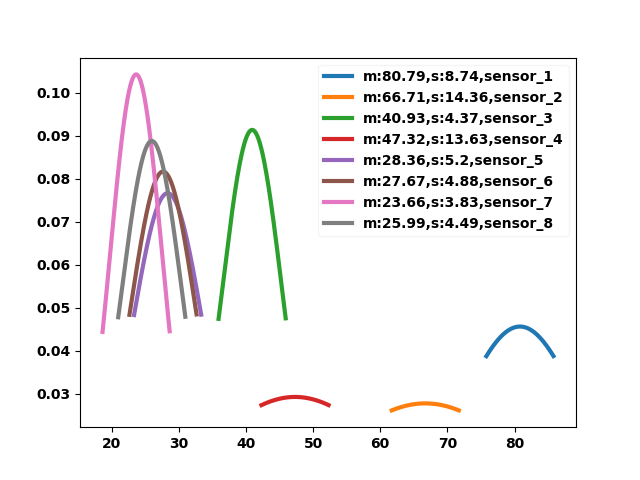 0.10
0.09
0.08
0.07
0.06
0.05
0.04
0.03
20 30 40 50 60 70 80
m:80.79,s:8.74,sensor_1
m:66.71,s:14.36,sensor_2
m:40.93,s:4.37,sensor_3
m:47.32,s:13.63,sensor_4
m:28.36,s:5.2,sensor_5
m:27.67,s:4.88,sensor_6
m:23.66,s:3.83,sensor_7
m:25.99,s:4.49,sensor_8